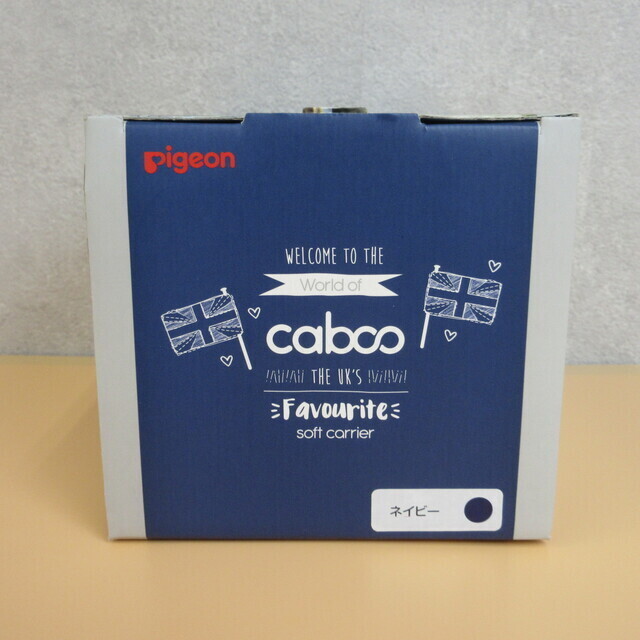 pigeon
WELCOME TO THE
World of
caboo
THE UK'S
Favourite
soft carrier
ネイビー